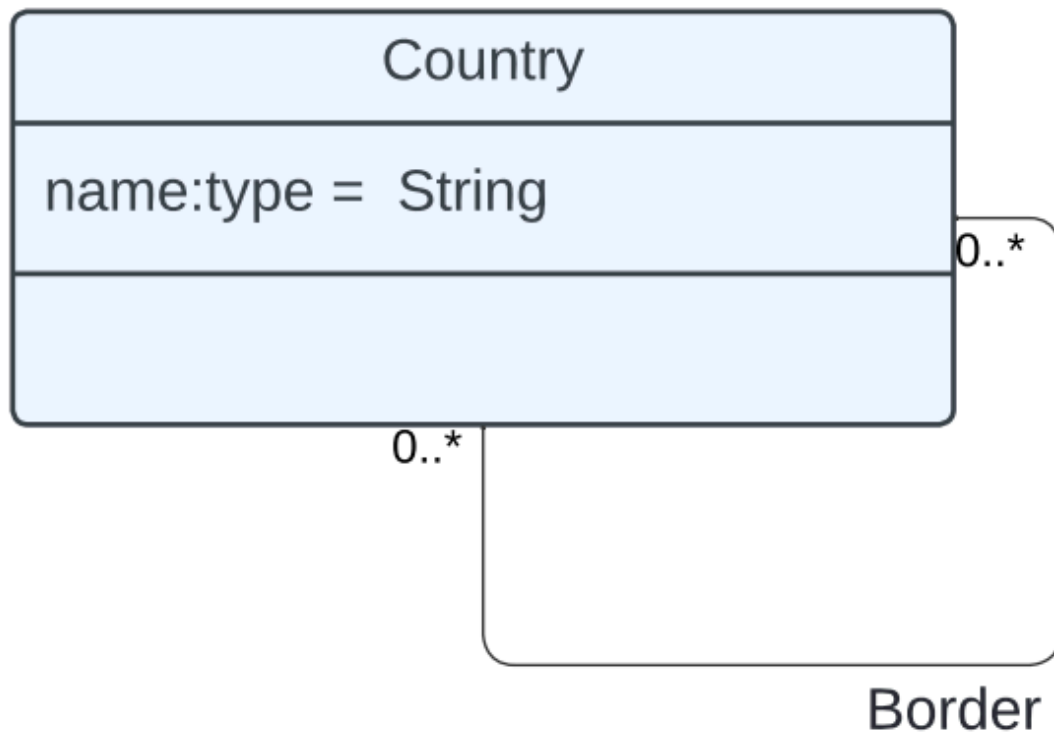 Country
name:type =  String
0..*
0..*
Border